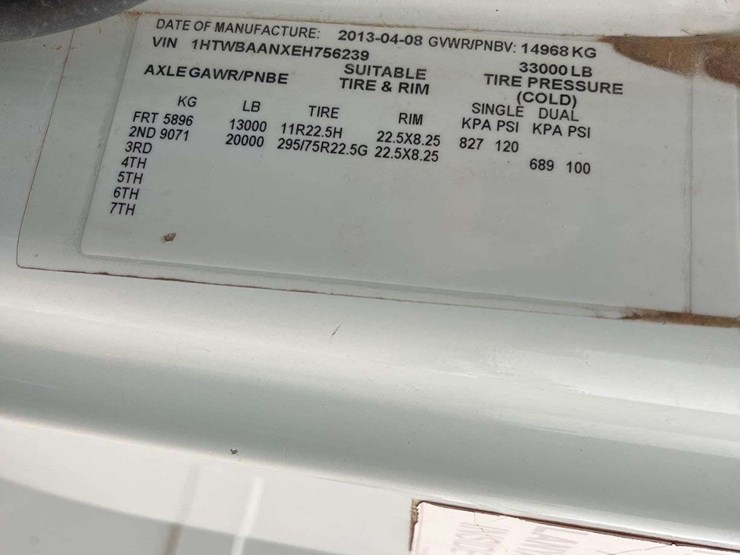 DATE OF MANUFACTURE: 2013-04-08 GVWR/PNBV: 14968 KG
VIN 1HTWBAANXEH756239 33000 LB
AXLE GAWR/PNBE SUITABLE TIRE PRESSURE
TIRE & RIM (COLD)
KG LB TIRE RIM SINGLE DUAL
KPA PSI KPA PSI
FRT 5896 13000 11R22.5H 22.5X8.25 827 120
2ND 9071 20000 295/75R22.5G 22.5X8.25 689 100
3RD
4TH
5TH
6TH
7TH